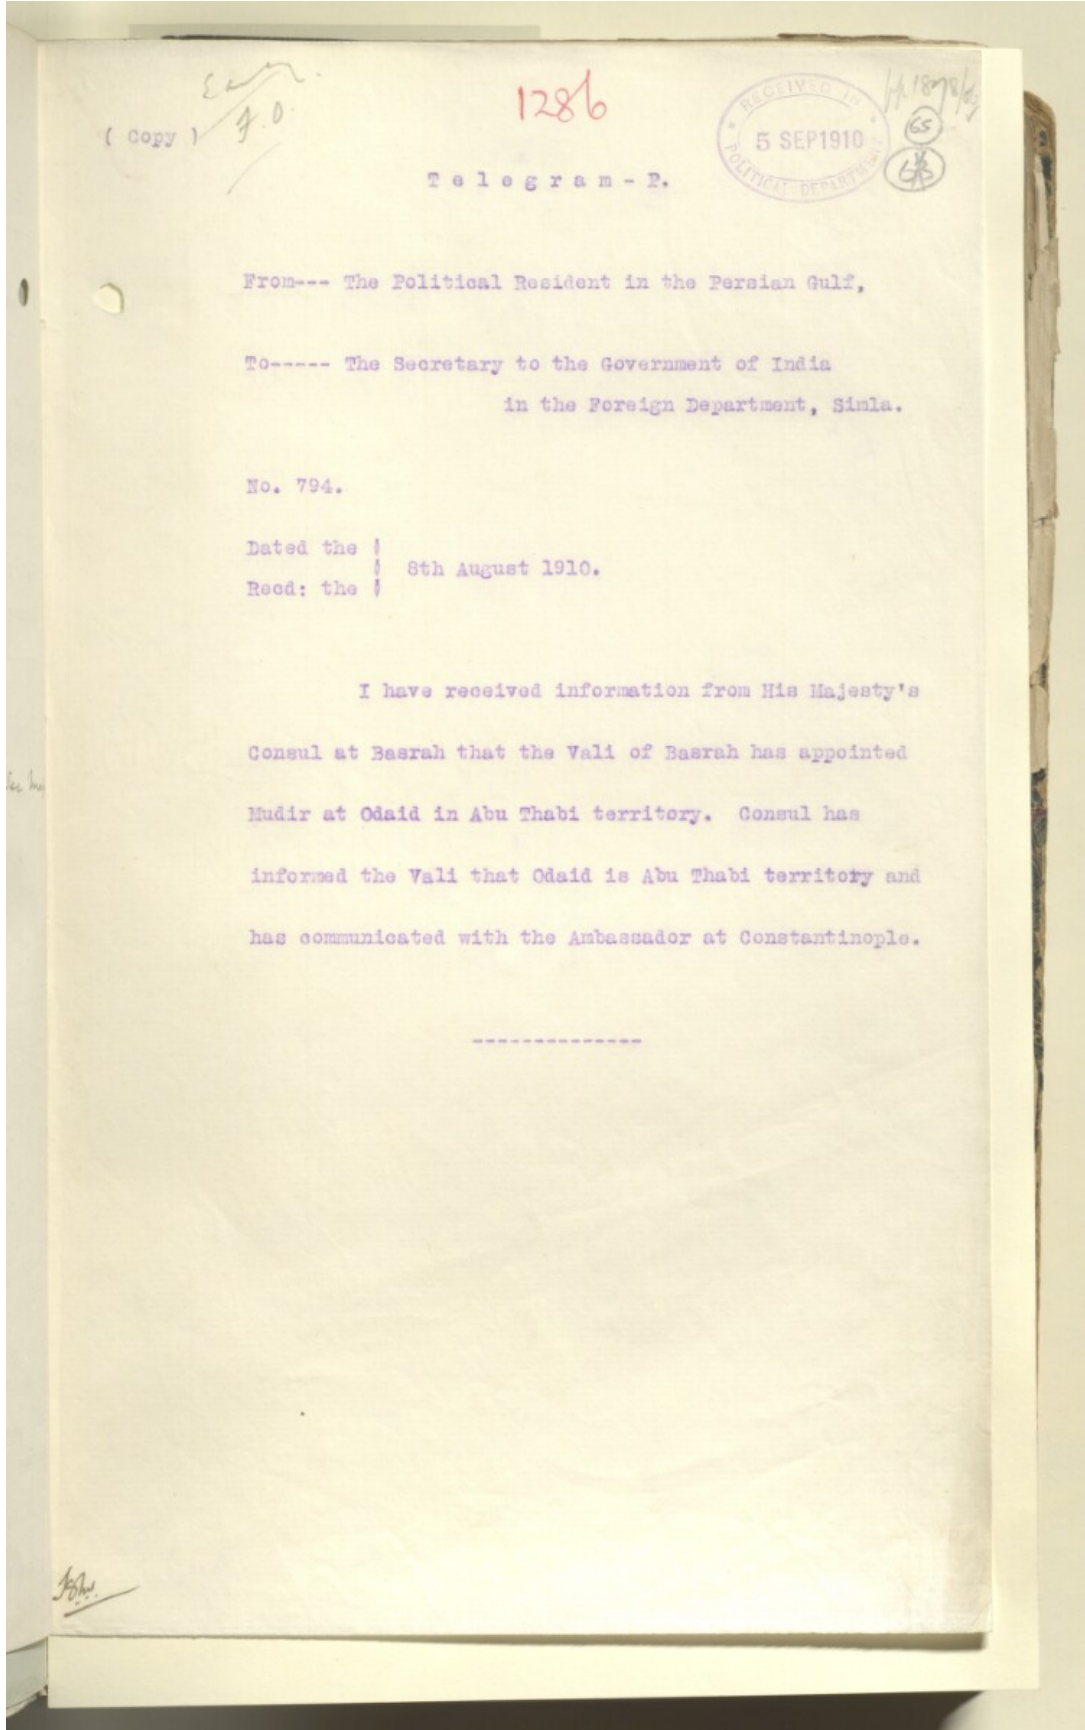 1286
RECEIVED IN
5 SEP 1910
POLITICAL DEPARTMENT
65
( Copy )
F.O.
Telegram - P.
From--- The Political Resident in the Persian Gulf,
To----- The Secretary to the Government of India
in the Foreign Department, Simla.
No. 794.
Dated the
8th August 1910.
Recd: the
I have received information from His Majesty's
Consul at Basrah that the Vali of Basrah has appointed
Mudir at Odaid in Abu Thabi territory. Consul has
informed the Vali that Odaid is Abu Thabi territory and
has communicated with the Ambassador at Constantinople.
--------------